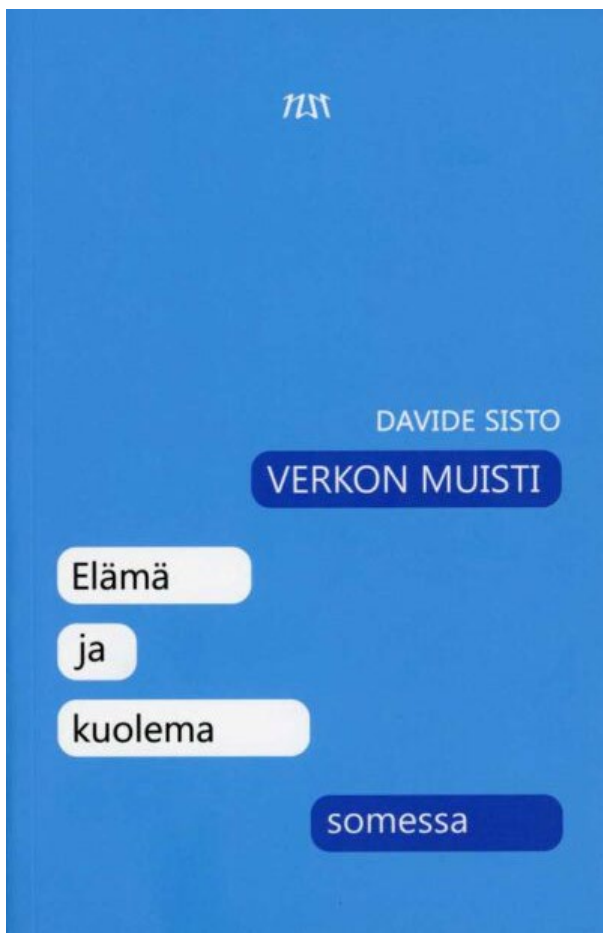 DAVIDE SISTO
VERKON MUISTI
Elämä
ja
kuolema
somessa